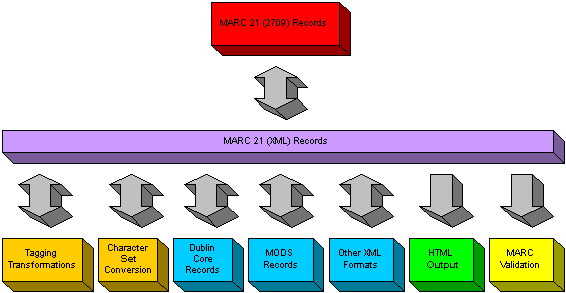 MARC 21 (2709) Records
MARC 21 (XML) Records
Tagging
Transformations
Character
Set
Conversion
Dublin
Core
Records
MODS
Records
Other XML
Formats
HTML
Output
MARC
Validation